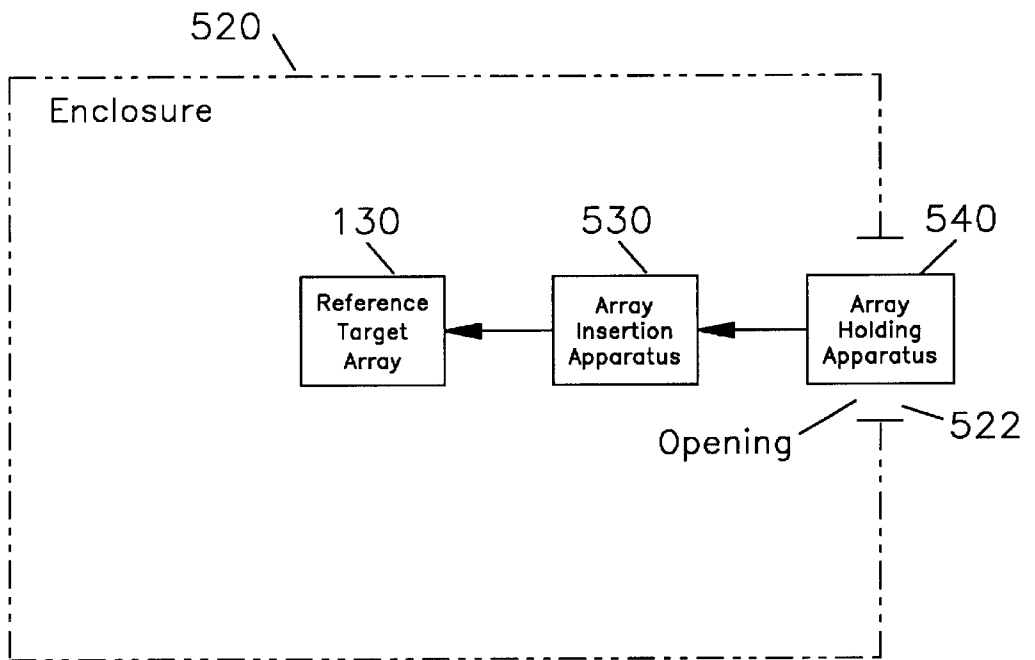 520
Enclosure
130
530
540
Reference
Target
Array
Array
Insertion
Apparatus
Array
Holding
Apparatus
Opening
522